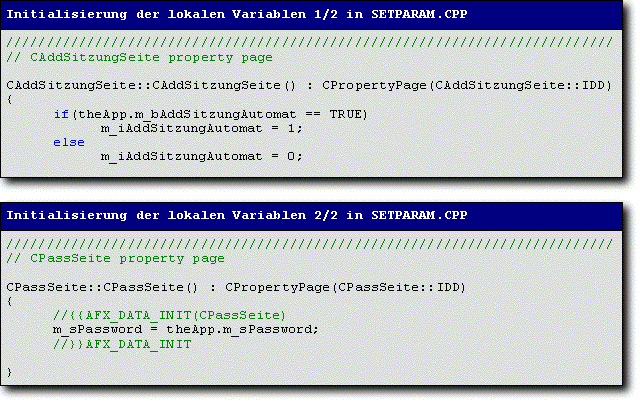 Initialisierung der lokalen Variablen 1/2 in SETPARAM.CPP
///////////////////////////////////////////////////////////////////////////
// CAddSitzungSeite property page
CAddSitzungSeite::CAddSitzungSeite() : CPropertyPage(CAddSitzungSeite::IDD)
{
if(theApp.m_bAddSitzungAutomat == TRUE)
m_iAddSitzungAutomat = 1;
else
m_iAddSitzungAutomat = 0;
Initialisierung der lokalen Variablen 2/2 in SETPARAM.CPP
///////////////////////////////////////////////////////////////////////////
// CPassSeite property page
CPassSeite::CPassSeite() : CPropertyPage(CPassSeite::IDD)
{
//{{AFX_DATA_INIT(CPassSeite)
m_sPassword = theApp.m_sPassword;
//}}AFX_DATA_INIT
}